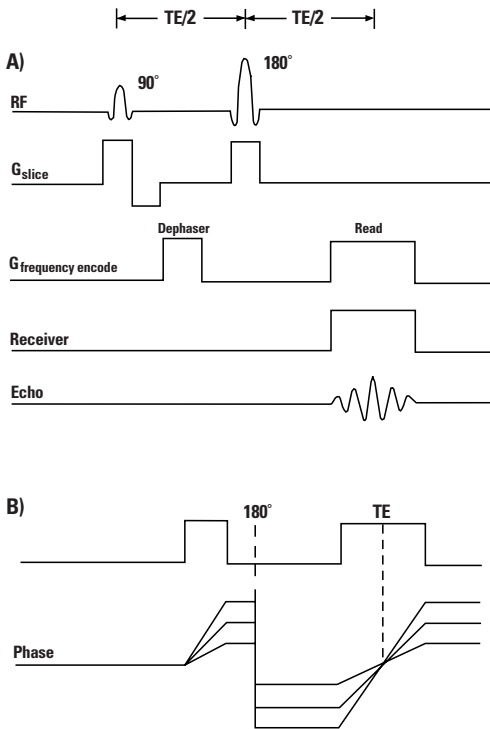 TE/2 TE/2
A)
90° 180°
RF
Gslice
Dephaser Read
Gfrequency encode
Receiver
Echo
B)
180° TE
Phase